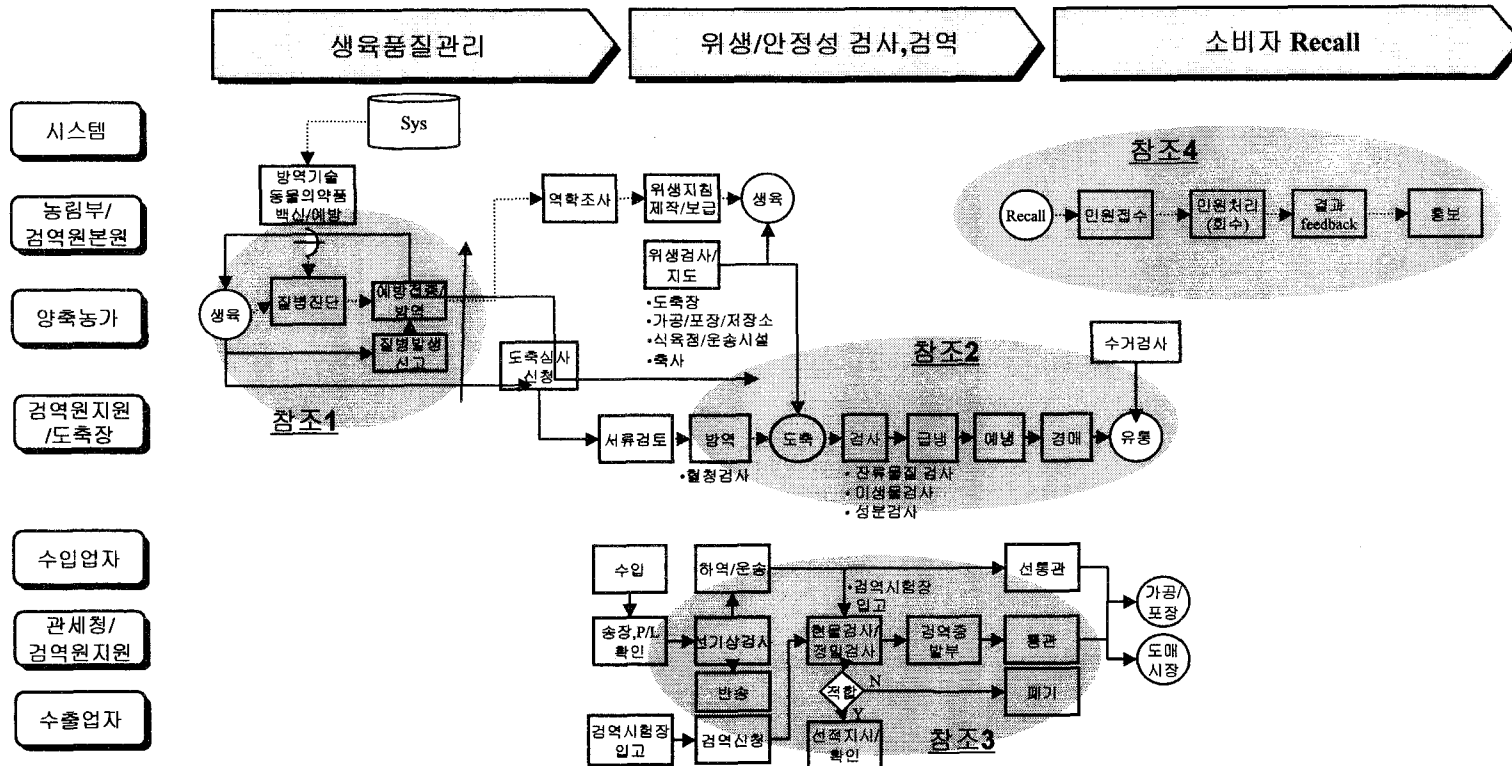 생육품질관리
위생/안정성 검사,검역
소비자 Recall
시스템
Sys
농림부/
검역원본원
방역기술
동물의약품
백신/예방
역학조사
위생지침
제작/보급
생육
참조4
Recall
민원접수
민원처리
(회수)
결과
feedback
홍보
위생검사/
지도
•도축장
•가공/포장/저장소
•식육점/운송시설
•축사
양축농가
생육
질병진단
예방접종/
방역
질병발생
신고
참조1
도축심사
신청
참조2
수거검사
검역원지원
/도축장
서류검토
방역
•혈청검사
도축
검사
급냉
예냉
경매
유통
•잔류물질 검사
•미생물검사
•성분검사
수입업자
수입
하역/운송
•검역시험장
입고
선통관
가공/
포장
관세청/
검역원지원
송장,P/L
확인
선기상검사
현물검사/
정밀검사
검역증
발부
통관
도매
시장
반송
적합
N
폐기
Y
수출업자
검역시험장
입고
검역신청
선적지시/
확인
참조3